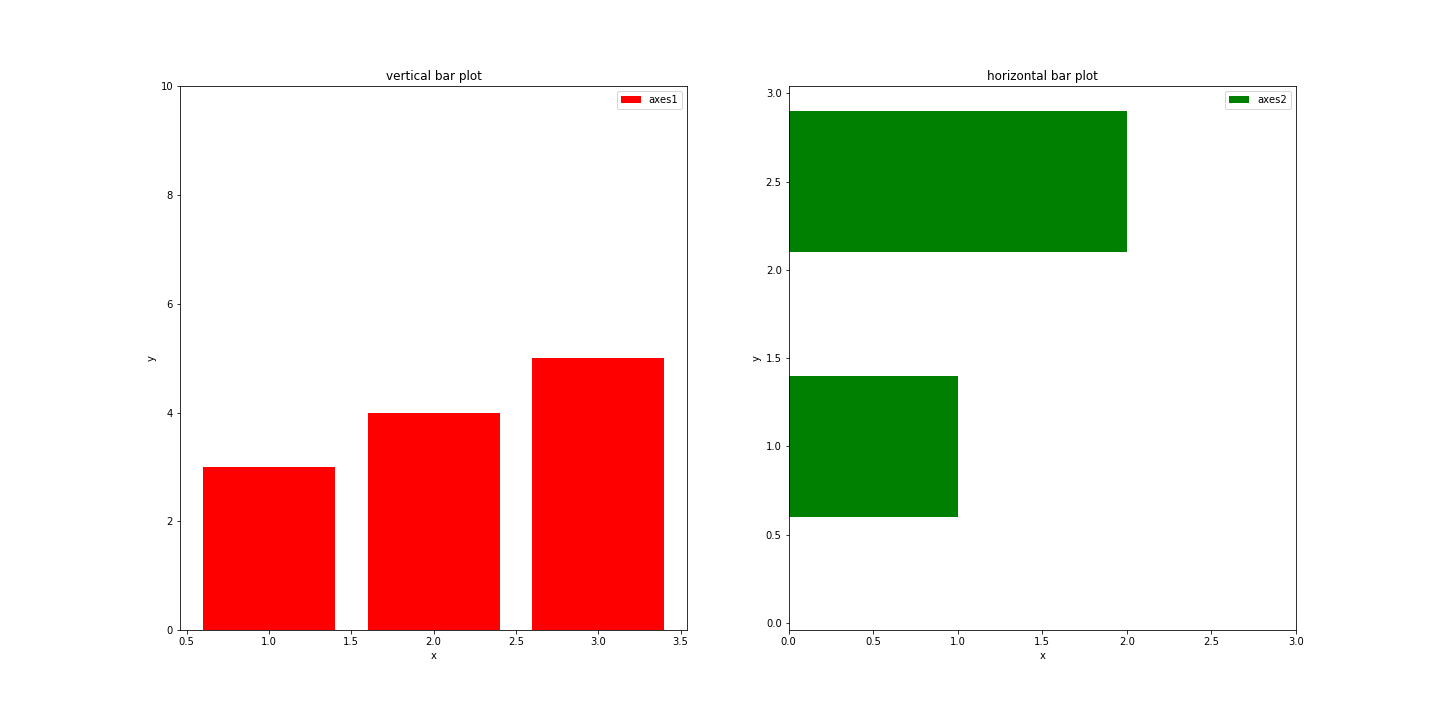 vertical bar plot
axes1
10
8
6
4
2
0
y
0.5 1.0 1.5 2.0 2.5 3.0 3.5
x
horizontal bar plot
axes2
3.0
2.5
2.0
1.5
1.0
0.5
0.0
y
0.0 0.5 1.0 1.5 2.0 2.5 3.0
x